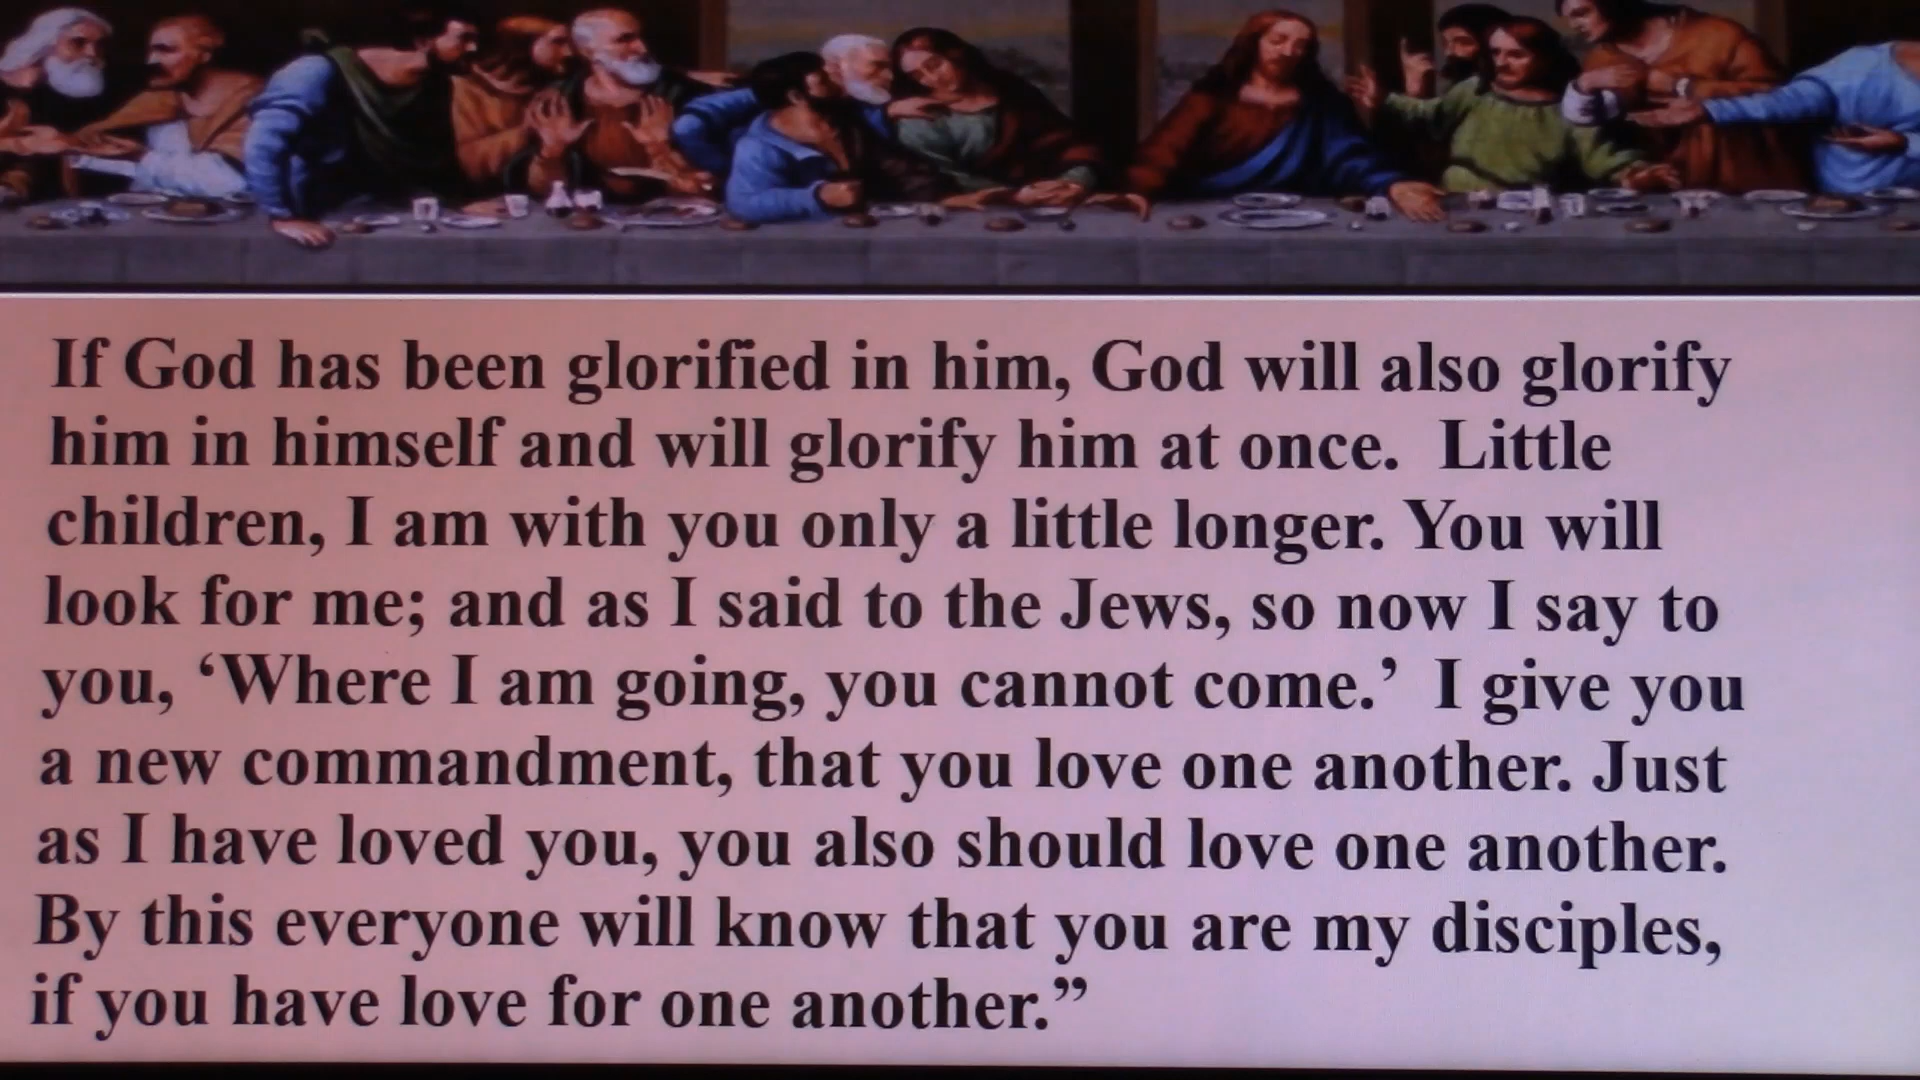 If God has been glorified in him, God will also glorify
him in himself and will glorify him at once. Little
children, I am with you only a little longer. You will
look for me; and as I said to the Jews, so now I say to
you, ‘Where I am going, you cannot come.’ I give you
a new commandment, that you love one another. Just
as I have loved you, you also should love one another.
By this everyone will know that you are my disciples,
if you have love for one another.”